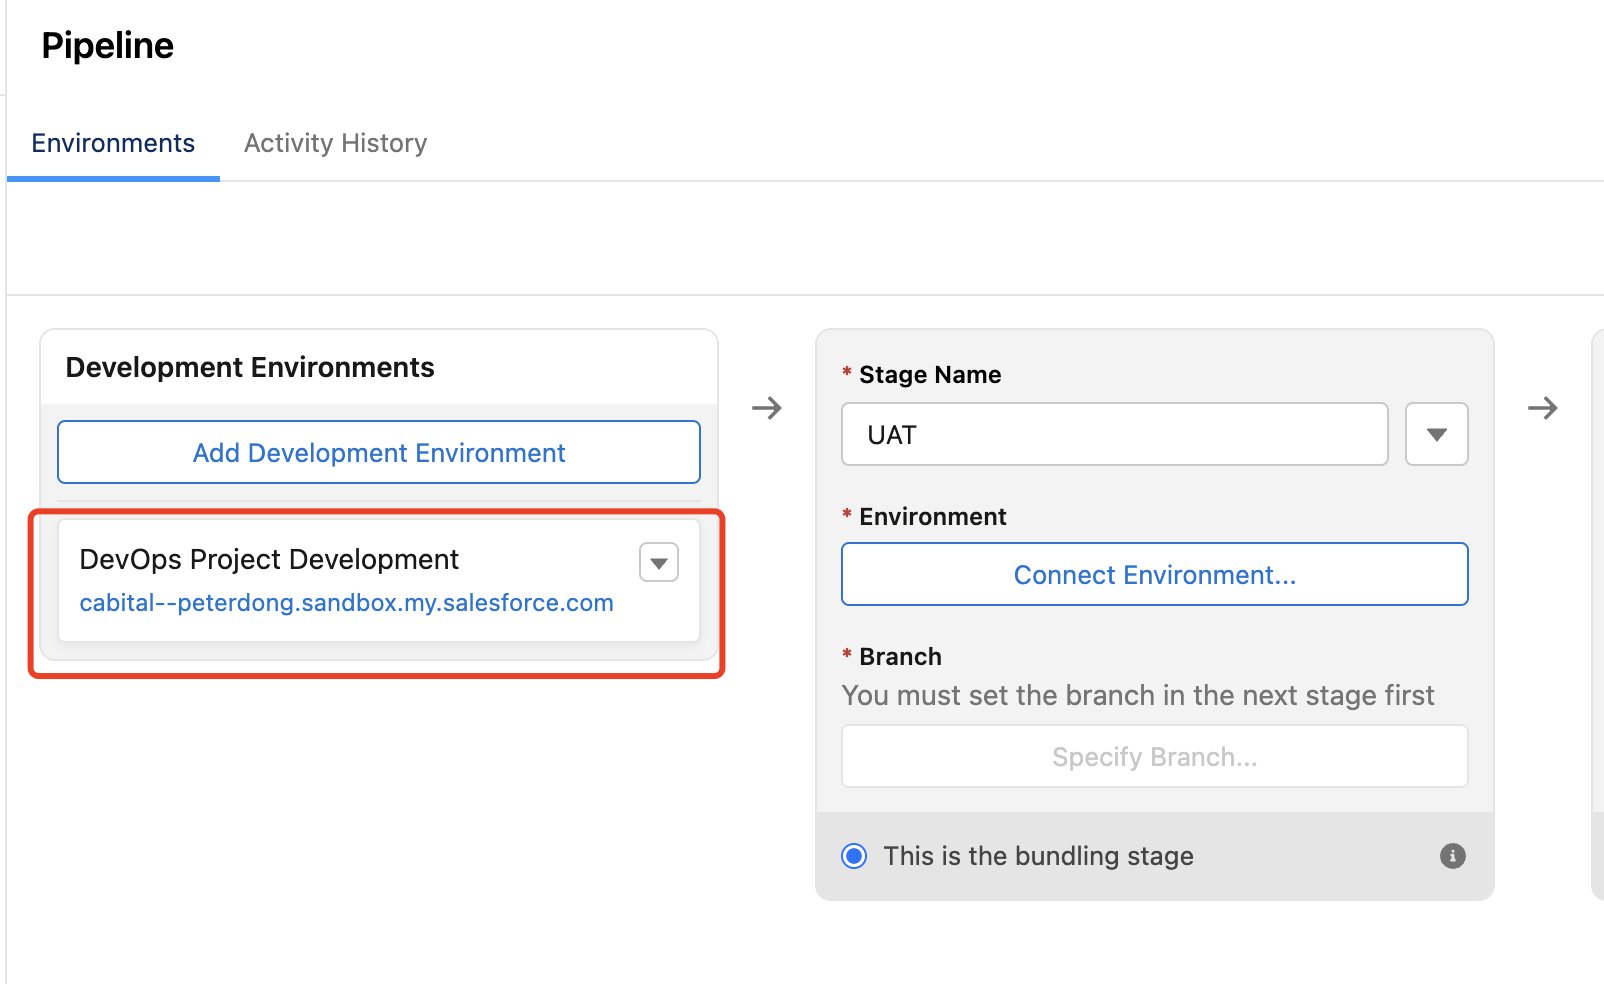 Pipeline
Environments
Activity History
Development Environments
Add Development Environment
DevOps Project Development
cabital--peterdong.sandbox.my.salesforce.com
* Stage Name
UAT
* Environment
Connect Environment...
* Branch
You must set the branch in the next stage first
Specify Branch...
This is the bundling stage